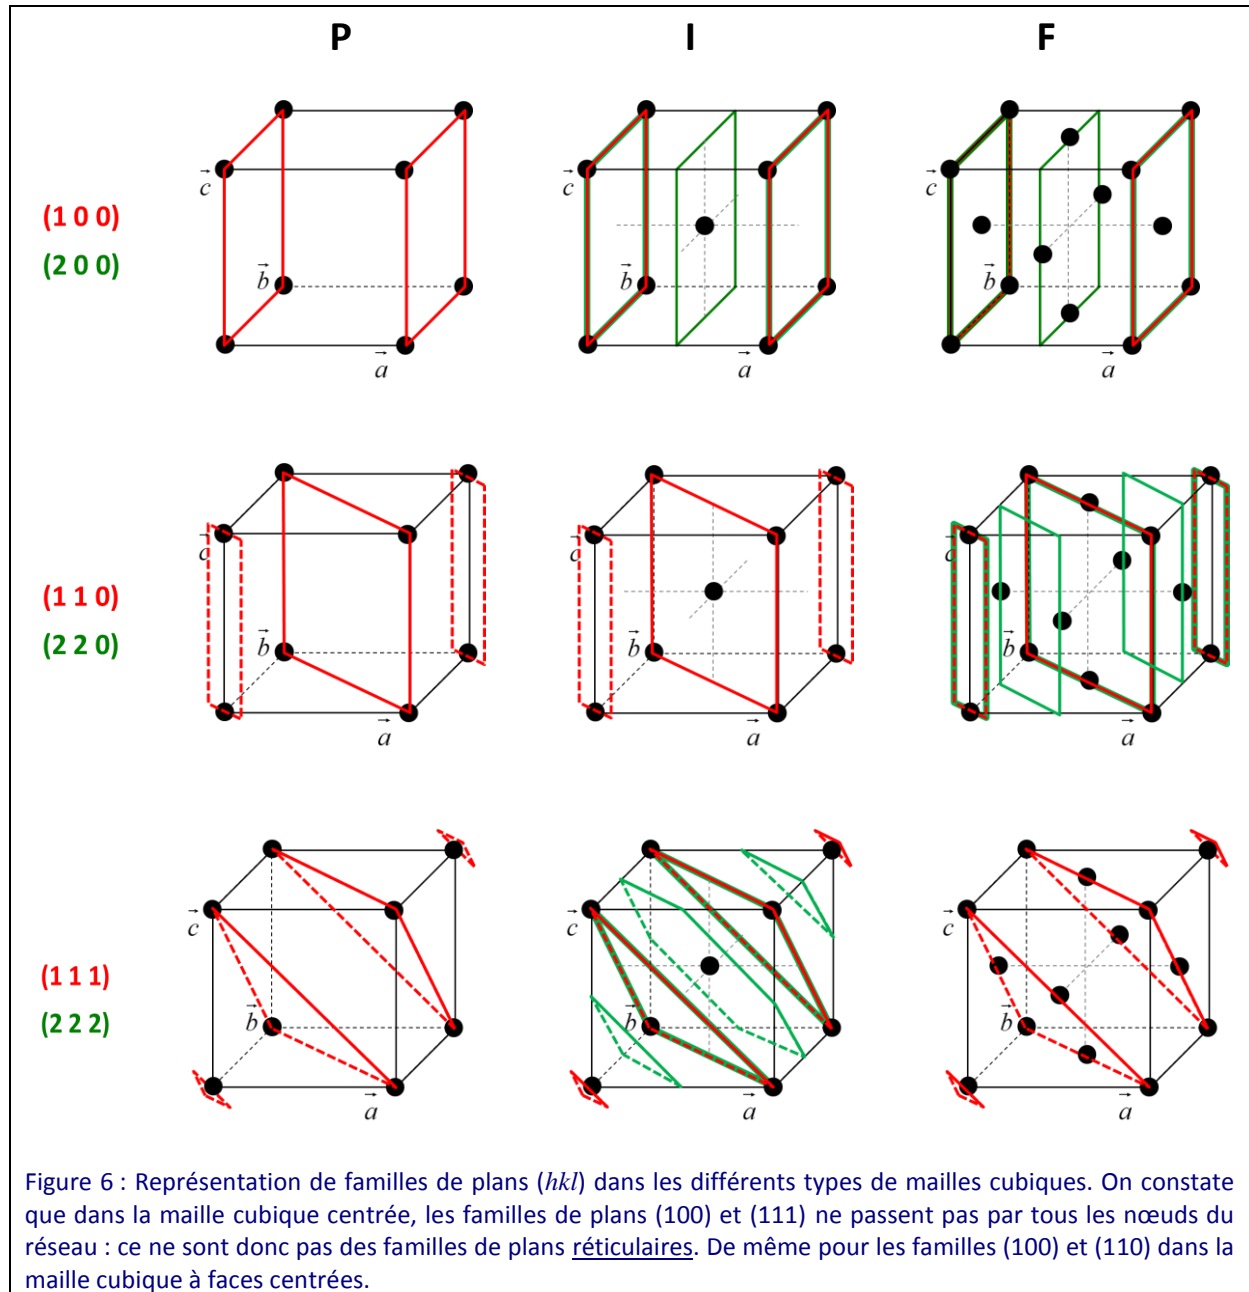 P I F
c c c
(1 0 0)
(2 0 0)
b b b
a a a
c c c
(1 1 0)
(2 2 0)
b b b
a a a
c c c
(1 1 1)
(2 2 2)
b b b
a a a
Figure 6 : Représentation de familles de plans (hkl) dans les différents types de mailles cubiques. On constate
que dans la maille cubique centrée, les familles de plans (100) et (111) ne passent pas par tous les nœuds du
réseau : ce ne sont donc pas des familles de plans réticulaires. De même pour les familles (100) et (110) dans la
maille cubique à faces centrées.